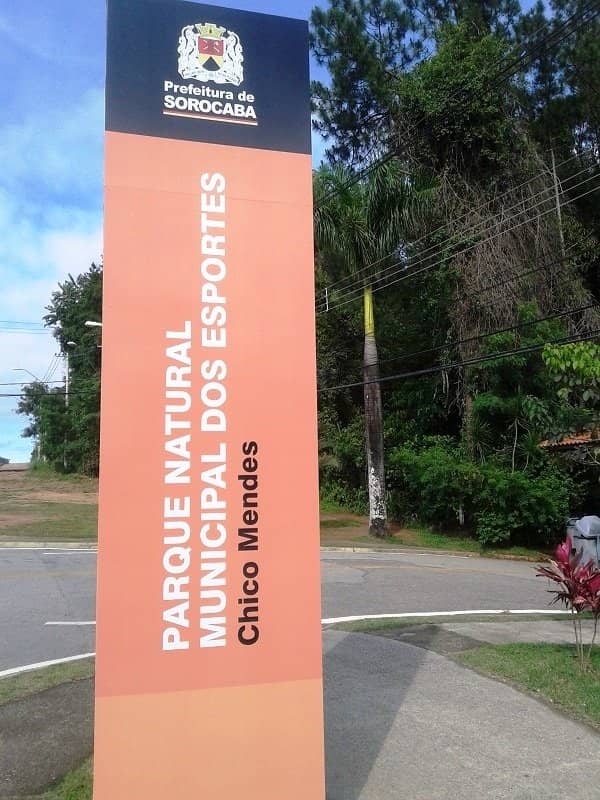 Prefeitura de
SOROCABA
PARQUE NATURAL
MUNICIPAL DOS ESPORTES
Chico Mendes